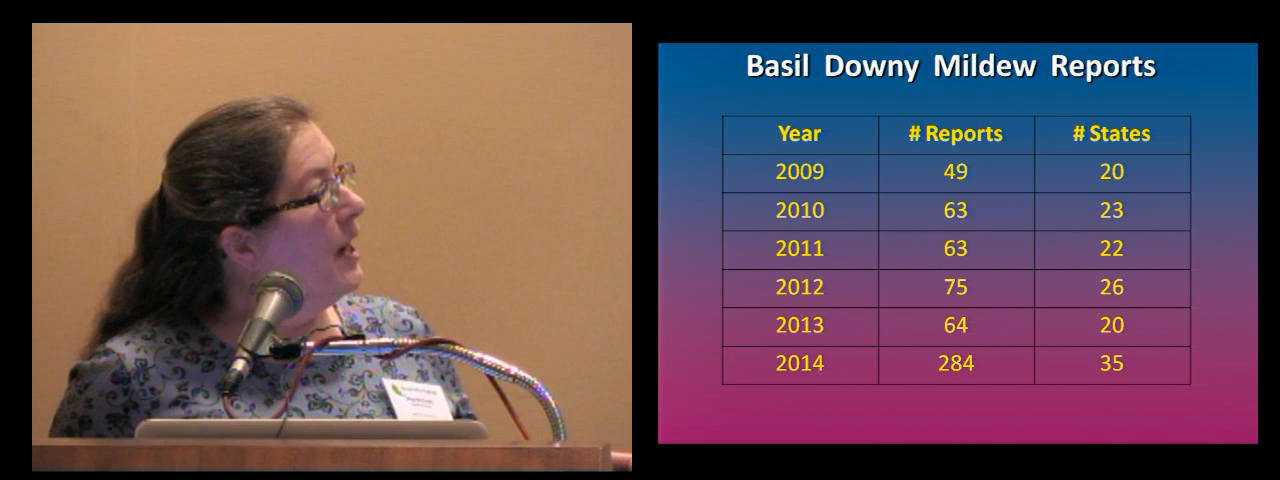 Basil Downy Mildew Reports
Year # Reports # States
2009 49 20
2010 63 23
2011 63 22
2012 75 26
2013 64 20
2014 284 35